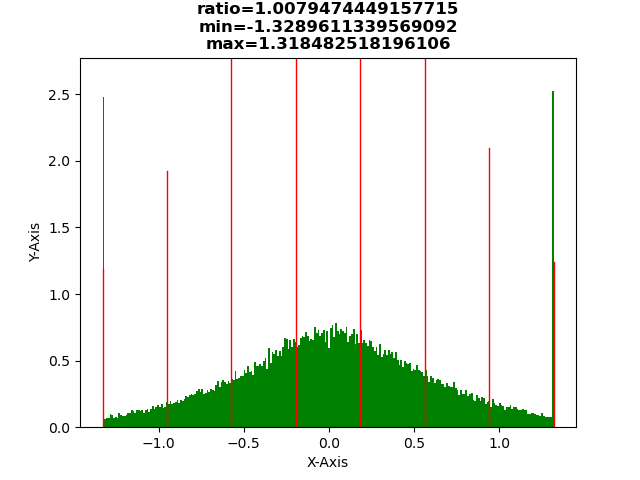 ratio=1.0079474449157715
min=-1.3289611339569092
max=1.318482518196106
2.5
2.0
1.5
1.0
0.5
0.0
Y-Axis
−1.0 −0.5 0.0 0.5 1.0
X-Axis